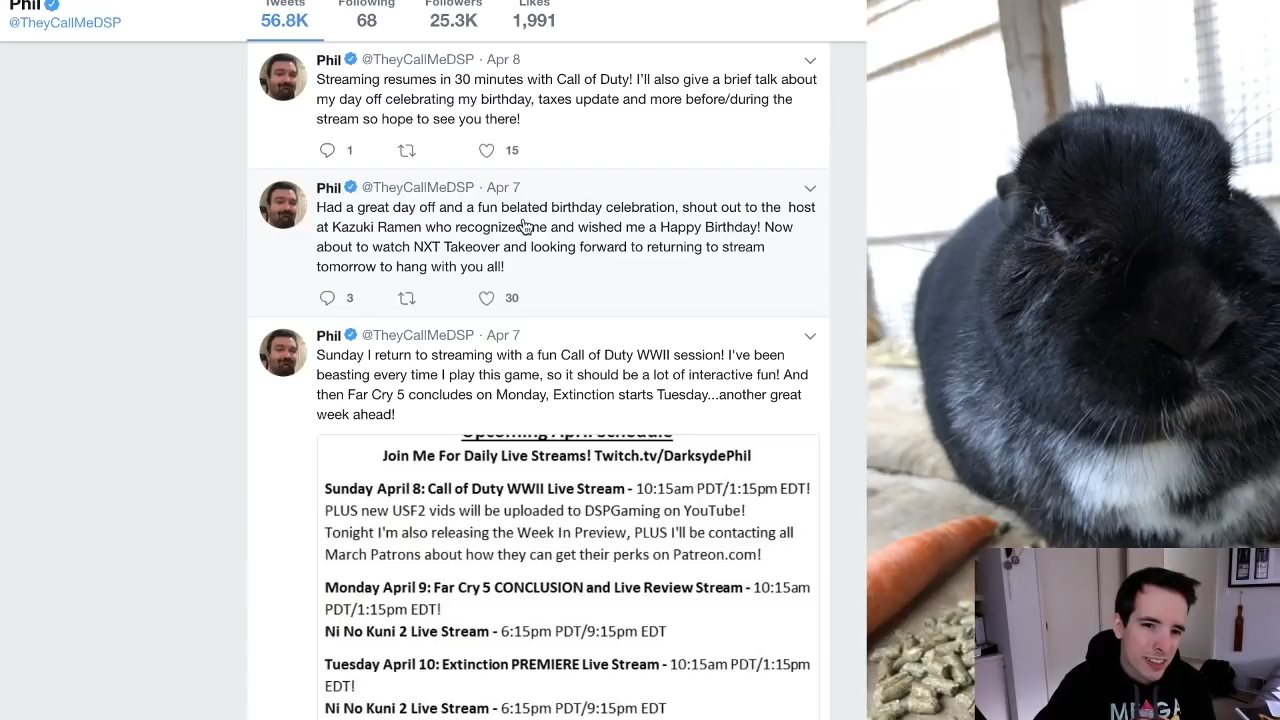 Phil
@TheyCallMeDSP
Tweets Following Followers Likes
56.8K 68 25.3K 1,991
Phil @TheyCallMeDSP · Apr 8
Streaming resumes in 30 minutes with Call of Duty! I'll also give a brief talk about
my day off celebrating my birthday, taxes update and more before/during the
stream so hope to see you there!
1 15
Phil @TheyCallMeDSP · Apr 7
Had a great day off and a fun belated birthday celebration, shout out to the host
at Kazuki Ramen who recognized me and wished me a Happy Birthday! Now
about to watch NXT Takeover and looking forward to returning to stream
tomorrow to hang with you all!
3 30
Phil @TheyCallMeDSP · Apr 7
Sunday I return to streaming with a fun Call of Duty WWII session! I've been
beasting every time I play this game, so it should be a lot of interactive fun! And
then Far Cry 5 concludes on Monday, Extinction starts Tuesday...another great
week ahead!
Upcoming April Schedule
Join Me For Daily Live Streams! Twitch.tv/DarksydePhil
Sunday April 8: Call of Duty WWII Live Stream - 10:15am PDT/1:15pm EDT!
PLUS new USF2 vids will be uploaded to DSPGaming on YouTube!
Tonight I'm also releasing the Week In Preview, PLUS I'll be contacting all
March Patrons about how they can get their perks on Patreon.com!
Monday April 9: Far Cry 5 CONCLUSION and Live Review Stream - 10:15am
PDT/1:15pm EDT!
Ni No Kuni 2 Live Stream - 6:15pm PDT/9:15pm EDT
Tuesday April 10: Extinction PREMIERE Live Stream - 10:15am PDT/1:15pm
EDT!
Ni No Kuni 2 Live Stream - 6:15pm PDT/9:15pm EDT